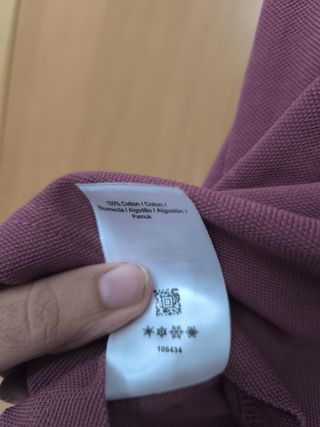 100% Cotton / Coton /
Baumwolle / Algodão / Algodón /
Pamuk
108434